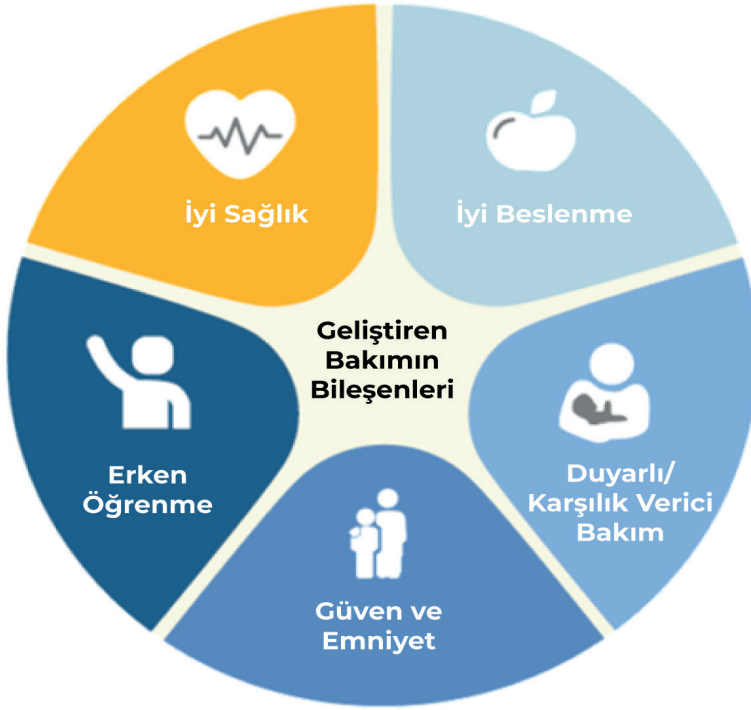 İyi Sağlık
İyi Beslenme
Geliştiren
Bakımın
Bileşenleri
Erken
Öğrenme
Duyarlı/
Karşılık Verici
Bakım
Güven ve
Emniyet